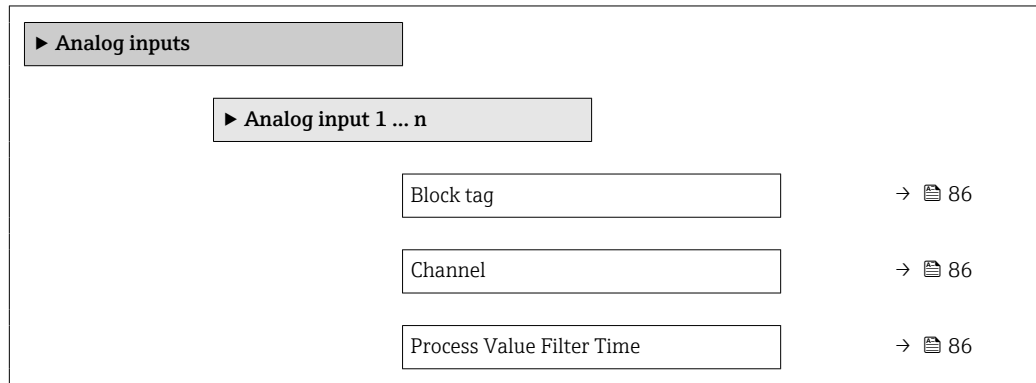 ▶ Analog inputs
▶ Analog input 1 ... n
Block tag → 86
Channel → 86
Process Value Filter Time → 86